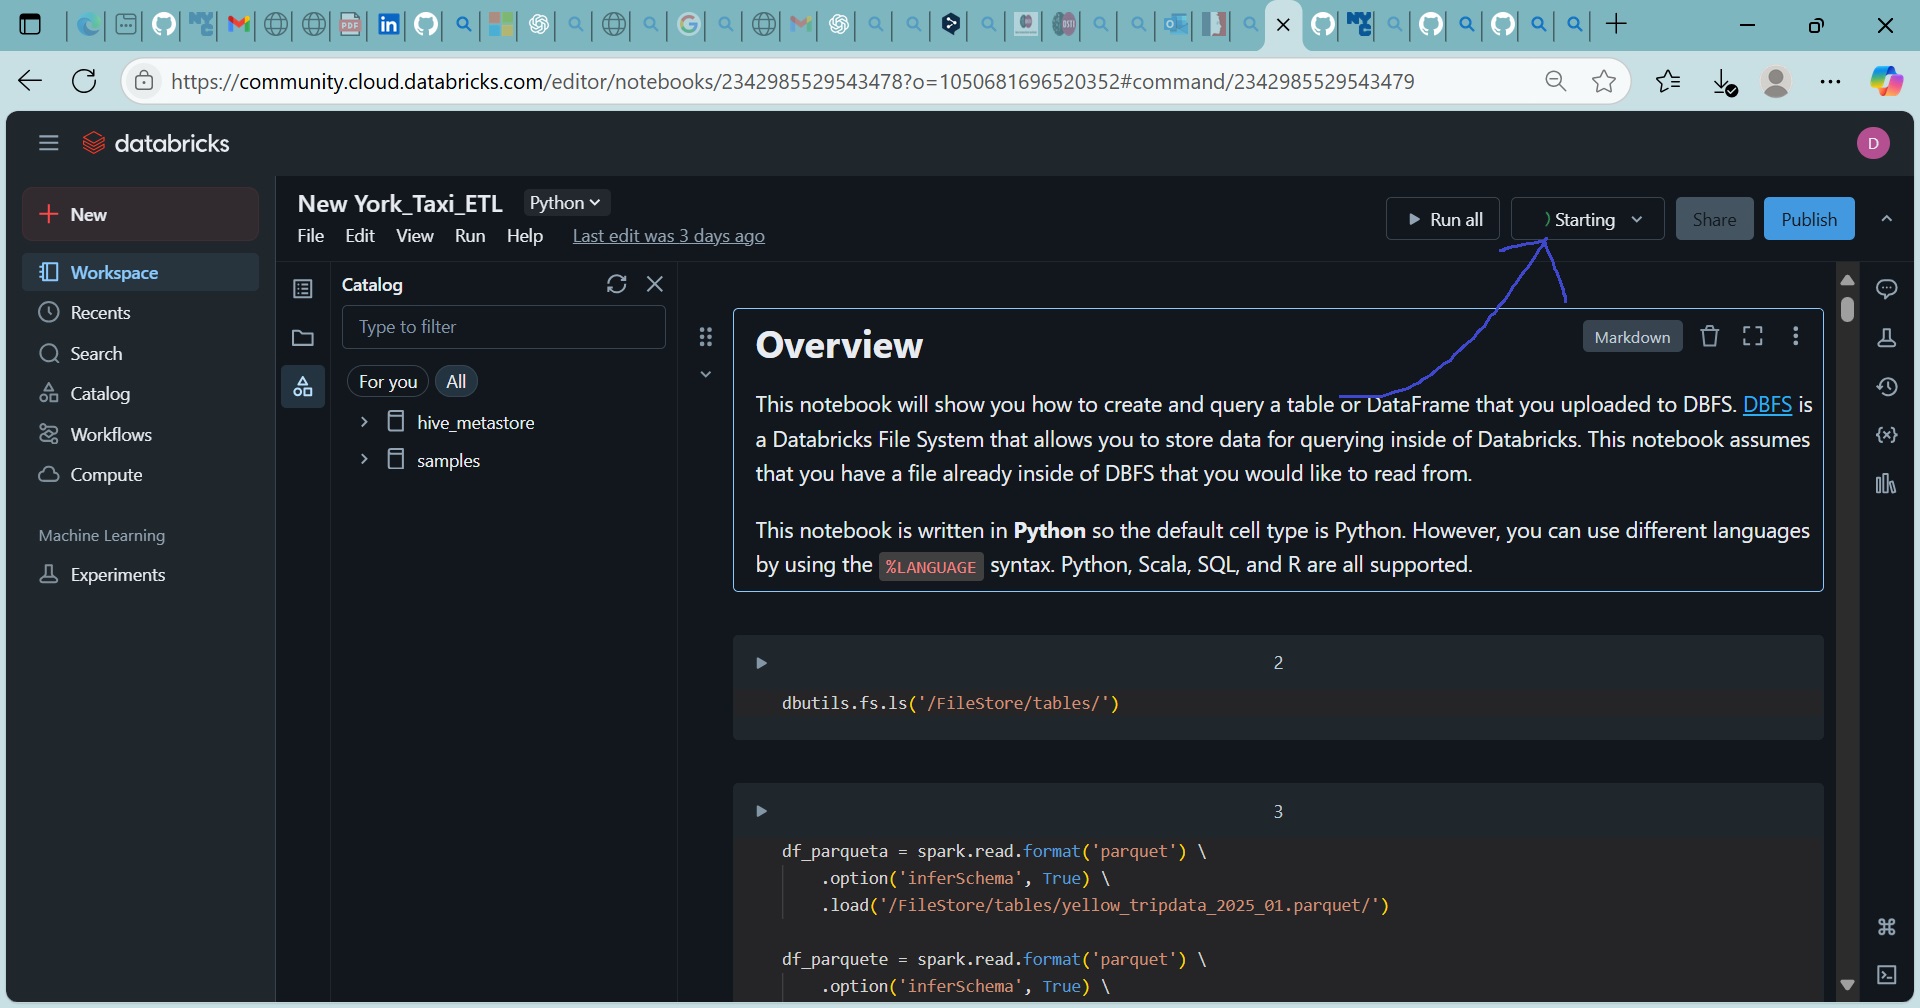 https://community.cloud.databricks.com/editor/notebooks/2342985529543478?o=1050681696520352#command/2342985529543479
databricks
D
New
Workspace
Recents
Search
Catalog
Workflows
Compute
Machine Learning
Experiments
New York_Taxi_ETL Python
File Edit View Run Help Last edit was 3 days ago
Run all Starting Share Publish
Catalog
Type to filter
For you All
hive_metastore
samples
Overview
Markdown
This notebook will show you how to create and query a table or DataFrame that you uploaded to DBFS. DBFS is
a Databricks File System that allows you to store data for querying inside of Databricks. This notebook assumes
that you have a file already inside of DBFS that you would like to read from.
This notebook is written in Python so the default cell type is Python. However, you can use different languages
by using the %LANGUAGE syntax. Python, Scala, SQL, and R are all supported.
2
dbutils.fs.ls('/FileStore/tables/')
3
df_parqueta = spark.read.format('parquet') \
.option('inferSchema', True) \
.load('/FileStore/tables/yellow_tripdata_2025_01.parquet/')
df_parquete = spark.read.format('parquet') \
.option('inferSchema', True) \